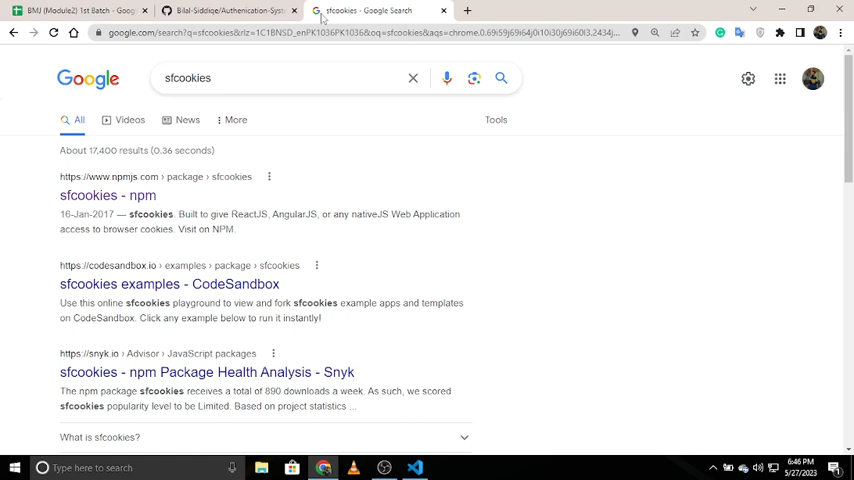 BMJ (Module2) 1st Batch - Goog
Bilal-Siddiqe/Authenication-Syst
sfcookies - Google Search
google.com/search?q=sfcookies&rlz=1C1BNSD_enPK1036PK1036&oq=sfcookies&aqs=chrome.0.69i59j69i64j0i10i30j69i60l3.2434j...
Google
sfcookies
All
Videos
News
More
Tools
About 17,400 results (0.36 seconds)
https://www.npmjs.com › package › sfcookies
sfcookies - npm
16-Jan-2017 — sfcookies. Built to give ReactJS, AngularJS, or any nativeJS Web Application
access to browser cookies. Visit on NPM.
https://codesandbox.io › examples › package › sfcookies
sfcookies examples - CodeSandbox
Use this online sfcookies playground to view and fork sfcookies example apps and templates
on CodeSandbox. Click any example below to run it instantly!
https://snyk.io › Advisor › JavaScript packages
sfcookies - npm Package Health Analysis - Snyk
The npm package sfcookies receives a total of 890 downloads a week. As such, we scored
sfcookies popularity level to be Limited. Based on project statistics ...
What is sfcookies?
Type here to search
6:46 PM
5/27/2023